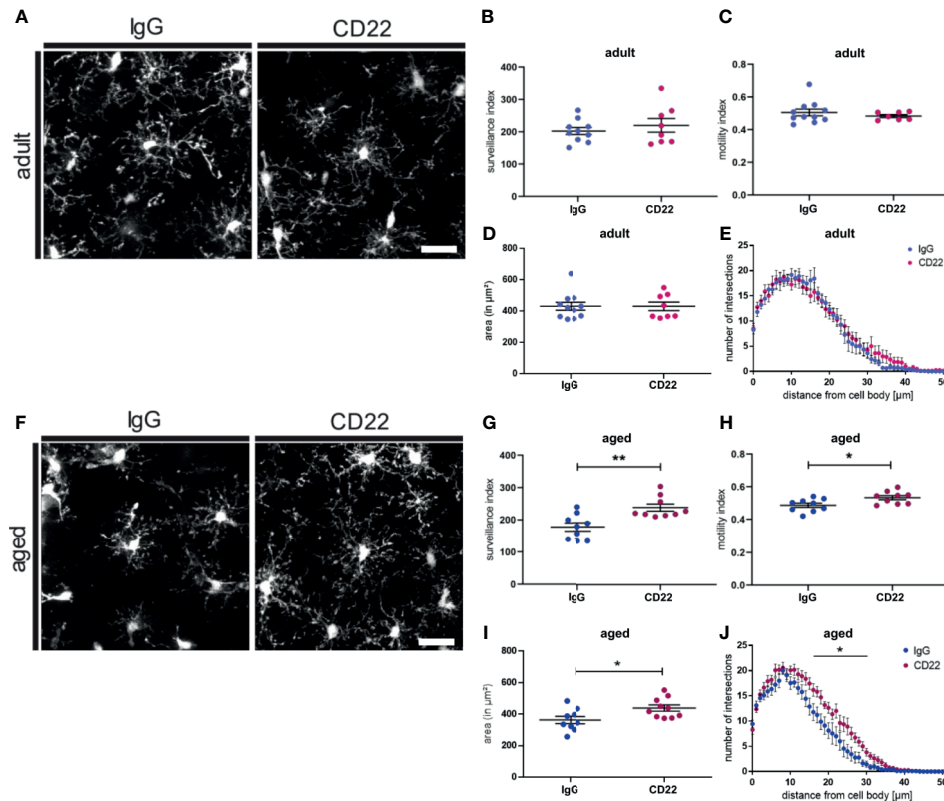 A
IgG
CD22
adult
B
adult
surveillance index
400
300
200
100
0
IgG
CD22
C
adult
motility index
0.6
0.4
0.2
0.0
IgG
CD22
D
adult
area (in µm²)
800
600
400
200
0
IgG
CD22
E
adult
IgG
CD22
number of intersections
25
20
15
10
5
0
0
10
20
30
40
50
distance from cell body [µm]
F
IgG
CD22
aged
G
aged
**
surveillance index
400
300
200
100
0
IgG
CD22
H
aged
*
motility index
0.8
0.6
0.4
0.2
0.0
IgG
CD22
I
aged
*
area (in µm²)
800
600
400
200
0
IgG
CD22
J
aged
*
IgG
CD22
number of intersections
25
20
15
10
5
0
0
10
20
30
40
50
distance from cell body [µm]